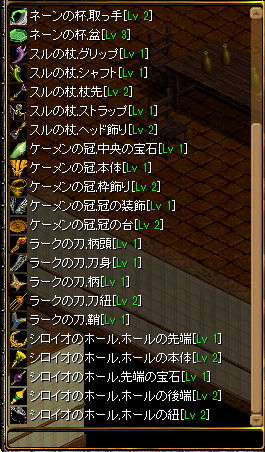 ネーンの杯,取っ手[Lv 2]
ネーンの杯,盆[Lv 3]
スルの杖,グリップ[Lv 1]
スルの杖,シャフト[Lv 1]
スルの杖,杖先[Lv 2]
スルの杖,ストラップ[Lv 1]
スルの杖,ヘッド飾り[Lv 2]
ケーメンの冠,中央の宝石[Lv 1]
ケーメンの冠,本体[Lv 1]
ケーメンの冠,枠飾り[Lv 2]
ケーメンの冠,冠の装飾[Lv 1]
ケーメンの冠,冠の台[Lv 2]
ラークの刀,柄頭[Lv 1]
ラークの刀,刀身[Lv 1]
ラークの刀,柄[Lv 1]
ラークの刀,刀紐[Lv 2]
ラークの刀,鞘[Lv 1]
シロイオのホール,ホールの先端[Lv 1]
シロイオのホール,ホールの本体[Lv 2]
シロイオのホール,先端の宝石[Lv 1]
シロイオのホール,ホールの後端[Lv 2]
シロイオのホール,ホールの紐[Lv 2]